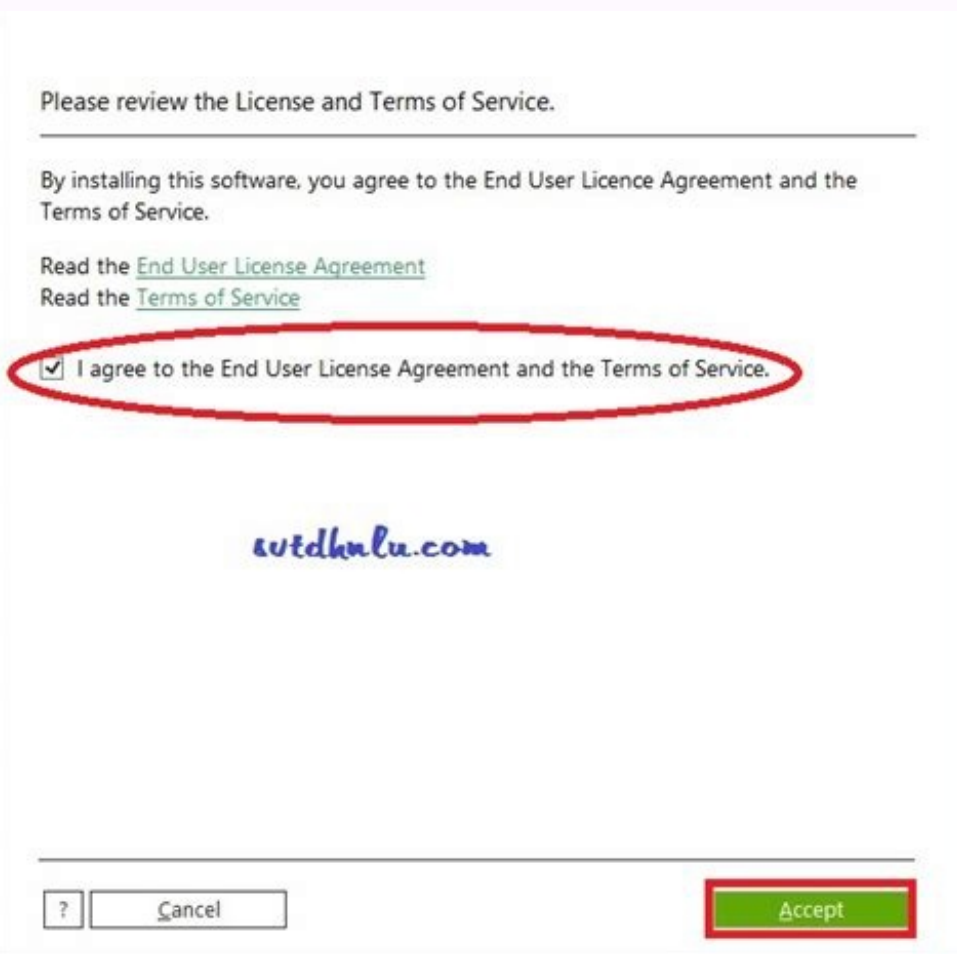 Please review the License and Terms of Service.
By installing this software, you agree to the End User Licence Agreement and the
Terms of Service.
Read the End User License Agreement
Read the Terms of Service
I agree to the End User License Agreement and the Terms of Service.
svtdhnlu.com
?
Cancel
Accept